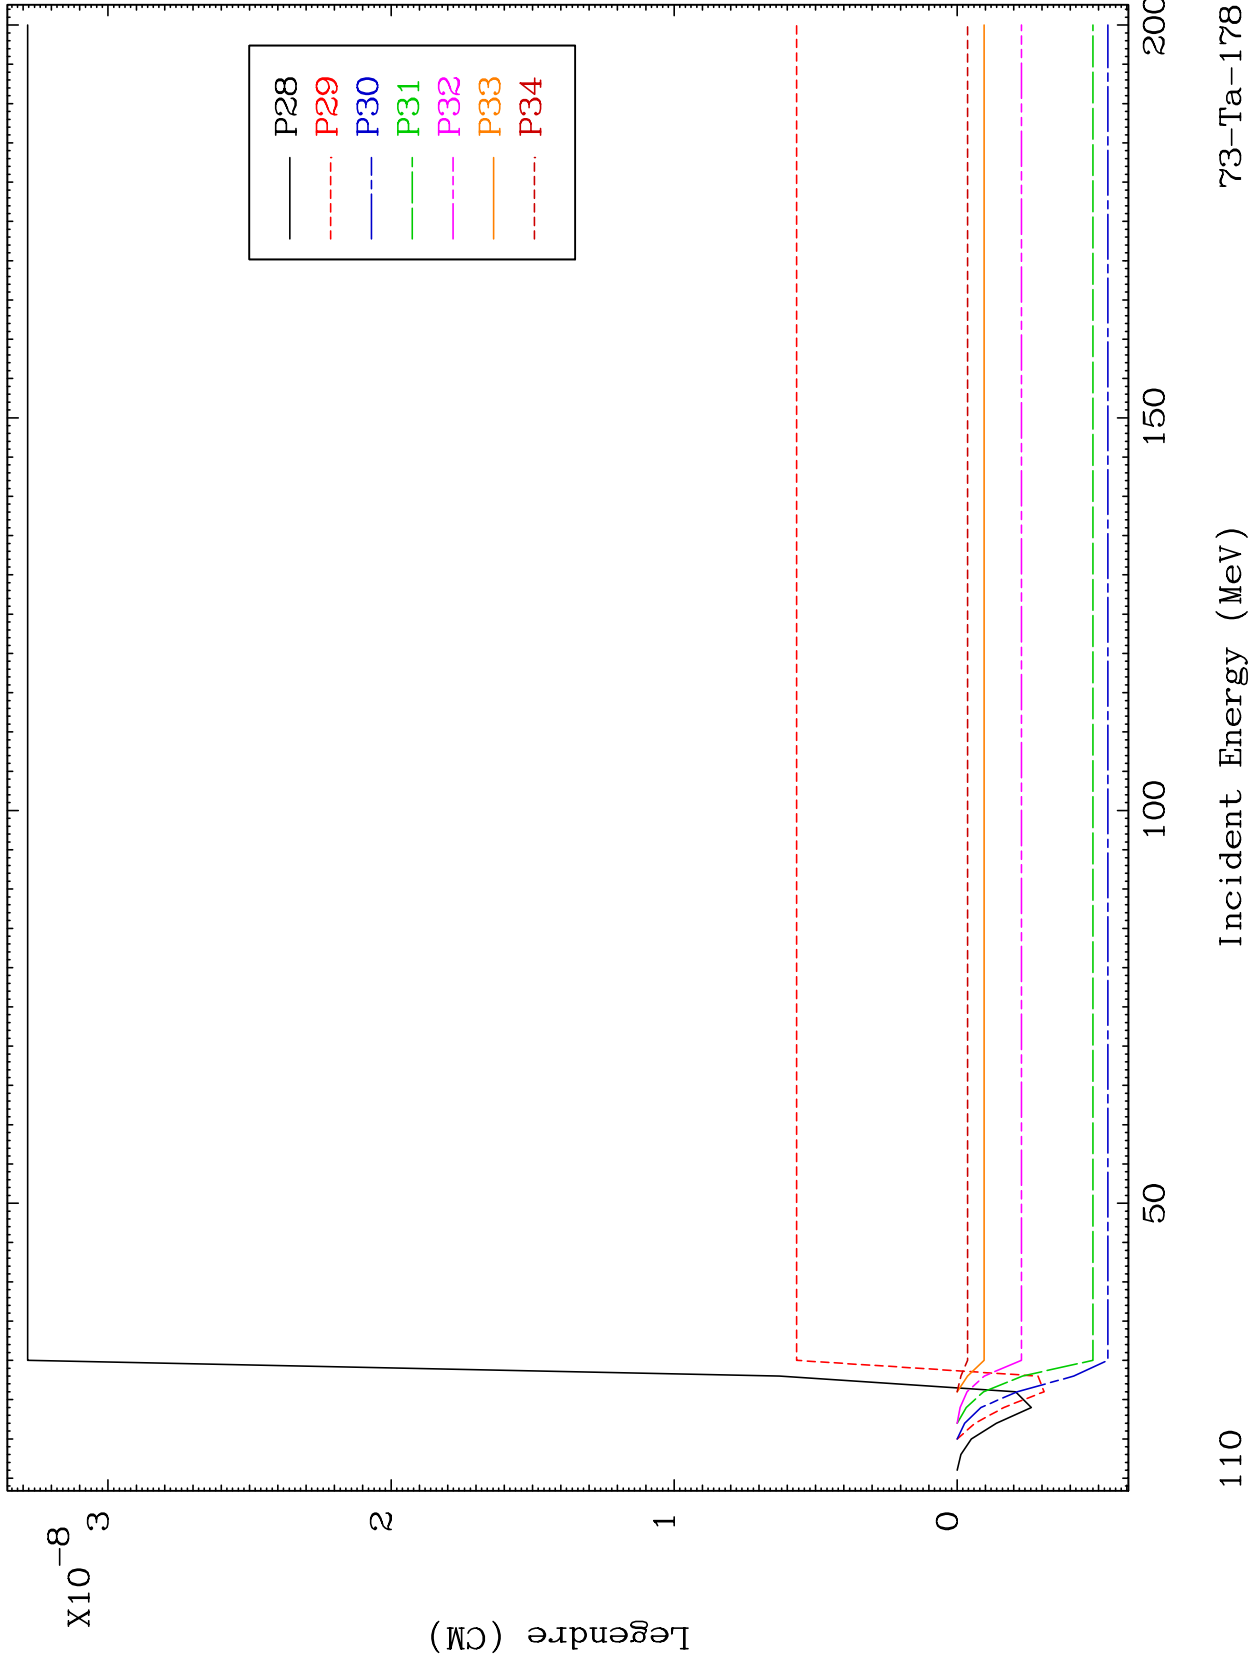 X10-8
3
2
1
0
Legendre (CM)
P28
P29
P30
P31
P32
P33
P34
50
100
150
200
Incident Energy (MeV)
110
73-Ta-178